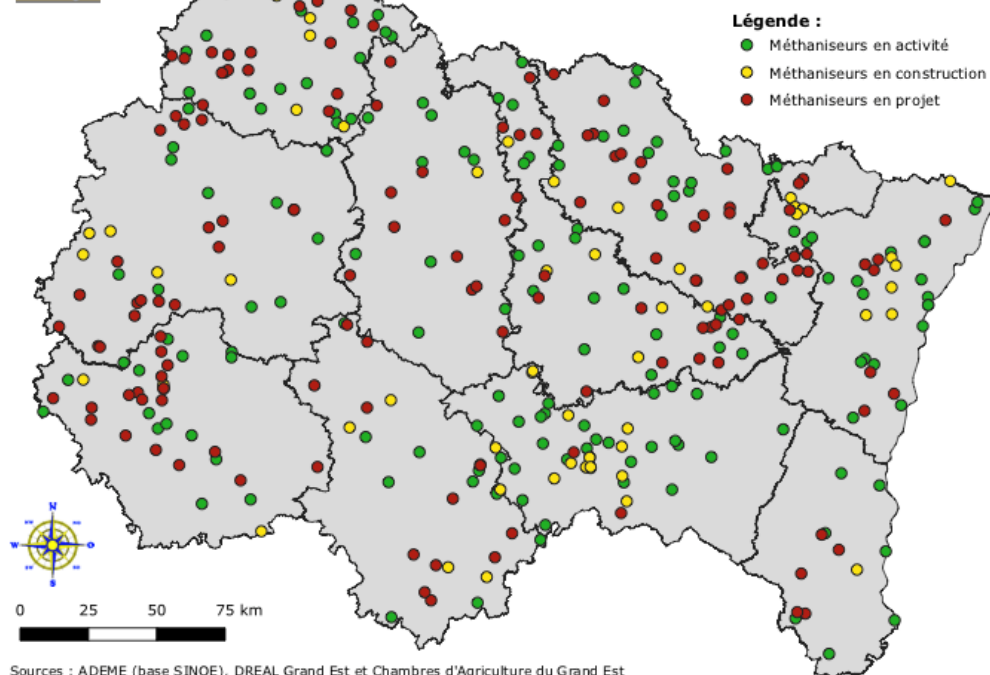 Légende :
Méthaniseurs en activité
Méthaniseurs en construction
Méthaniseurs en projet
N
W
O
S
0 25 50 75 km
Sources : ADEME (base SINOE), DREAL Grand Est et Chambres d'Agriculture du Grand Est